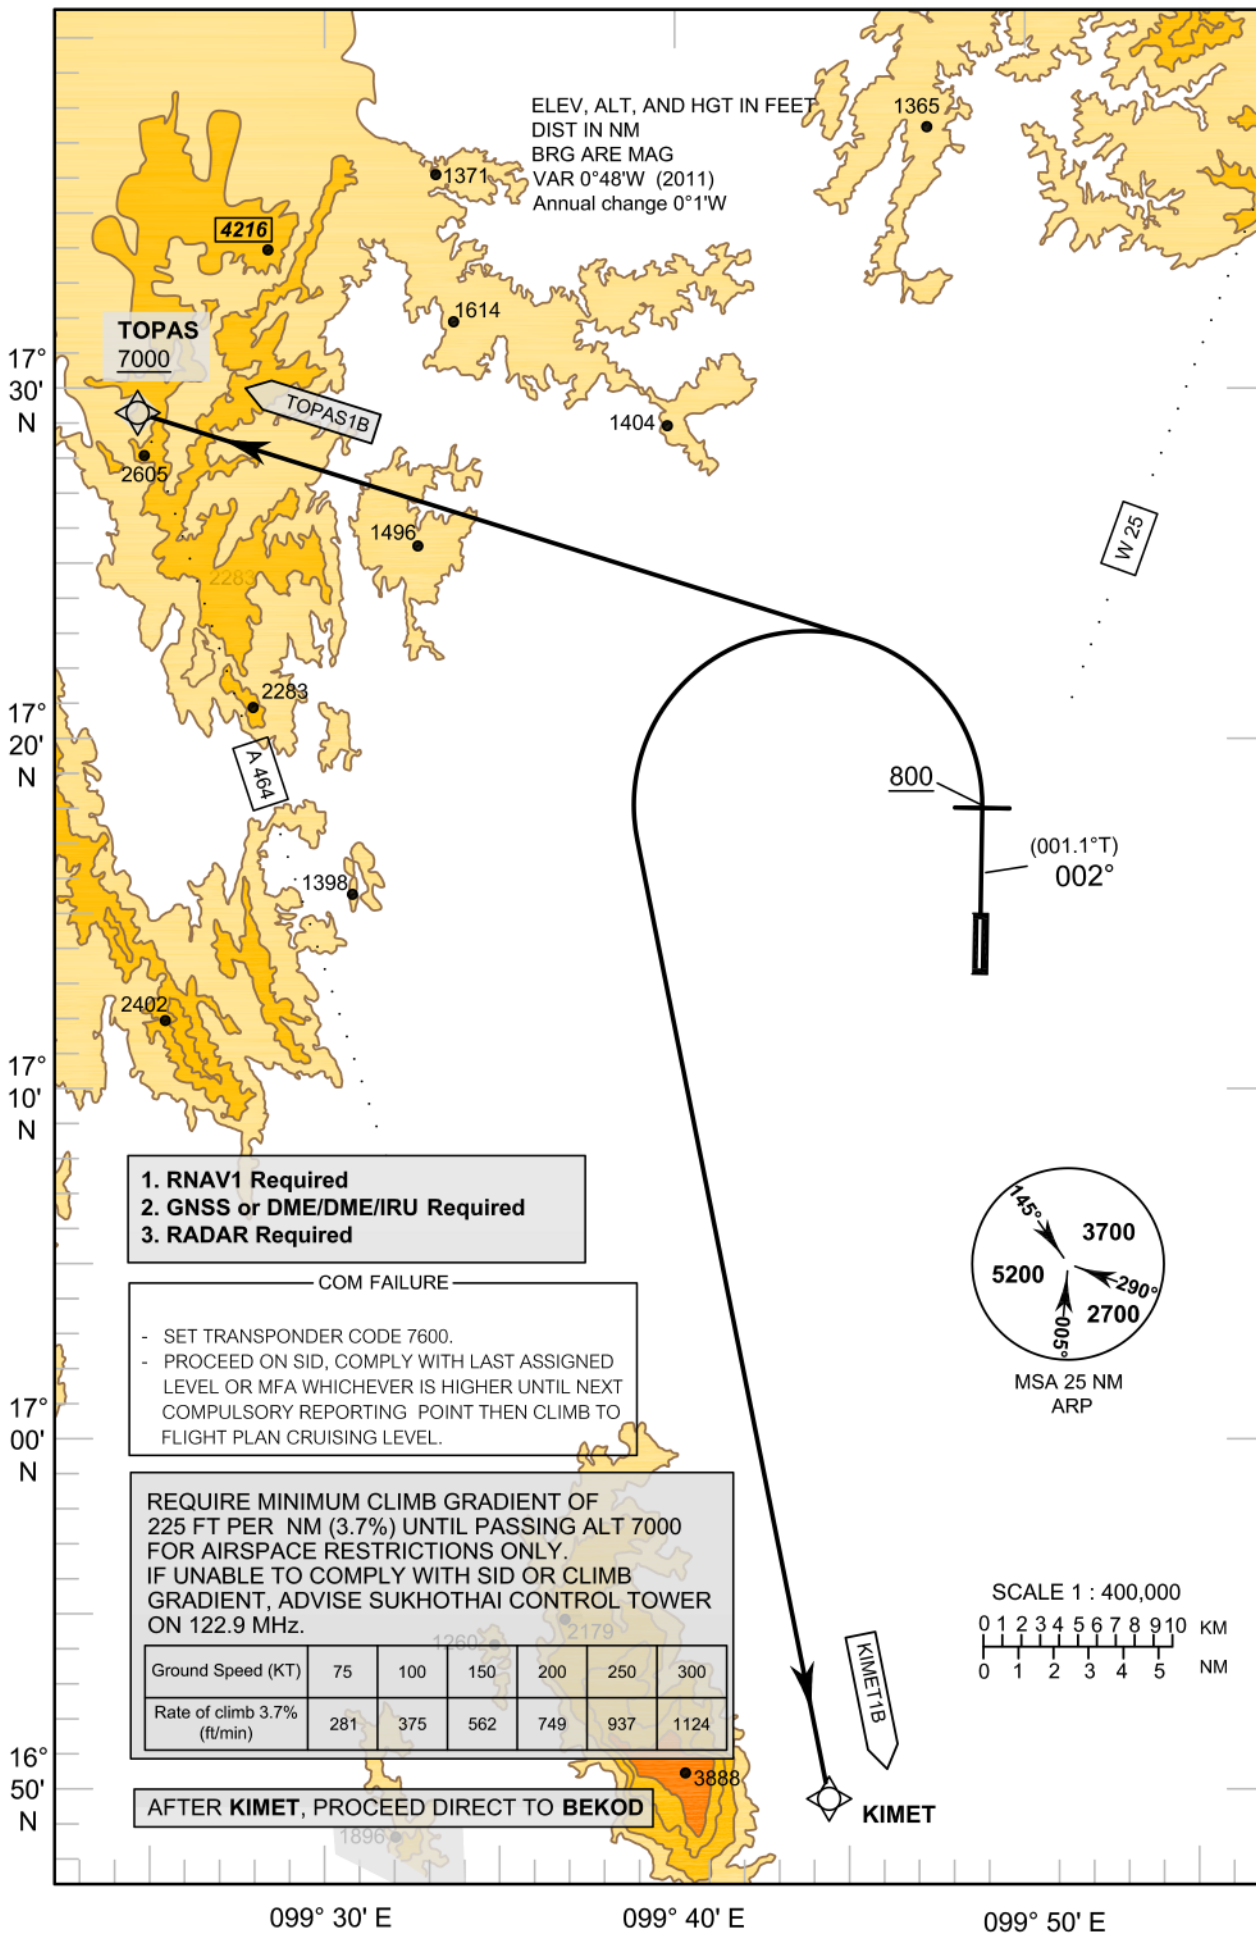 ELEV, ALT, AND HGT IN FEET
DIST IN NM
BRG ARE MAG
VAR 0°48'W (2011)
Annual change 0°1'W
1365
1371
4216
1614
TOPAS
7000
17°
30'
N
TOPAS1B
1404
2605
1496
W 25
2283
2283
17°
20'
N
A 464
800
(001.1°T)
002°
1398
2402
17°
10'
N
1. RNAV1 Required
2. GNSS or DME/DME/IRU Required
3. RADAR Required
145°
3700
5200
290°
2700
005°
MSA 25 NM
ARP
COM FAILURE
- SET TRANSPONDER CODE 7600.
- PROCEED ON SID, COMPLY WITH LAST ASSIGNED
LEVEL OR MFA WHICHEVER IS HIGHER UNTIL NEXT
COMPULSORY REPORTING POINT THEN CLIMB TO
FLIGHT PLAN CRUISING LEVEL.
17°
00'
N
REQUIRE MINIMUM CLIMB GRADIENT OF
225 FT PER NM (3.7%) UNTIL PASSING ALT 7000
FOR AIRSPACE RESTRICTIONS ONLY.
IF UNABLE TO COMPLY WITH SID OR CLIMB
GRADIENT, ADVISE SUKHOTHAI CONTROL TOWER
ON 122.9 MHz.
2179
1260
Ground Speed (KT) 75 100 150 200 250 300
Rate of climb 3.7% (ft/min) 281 375 562 749 937 1124
SCALE 1 : 400,000
0 1 2 3 4 5 6 7 8 9 10 KM
0 1 2 3 4 5 NM
KIMET1B
16°
50'
N
3888
AFTER KIMET, PROCEED DIRECT TO BEKOD
KIMET
1896
099° 30' E
099° 40' E
099° 50' E